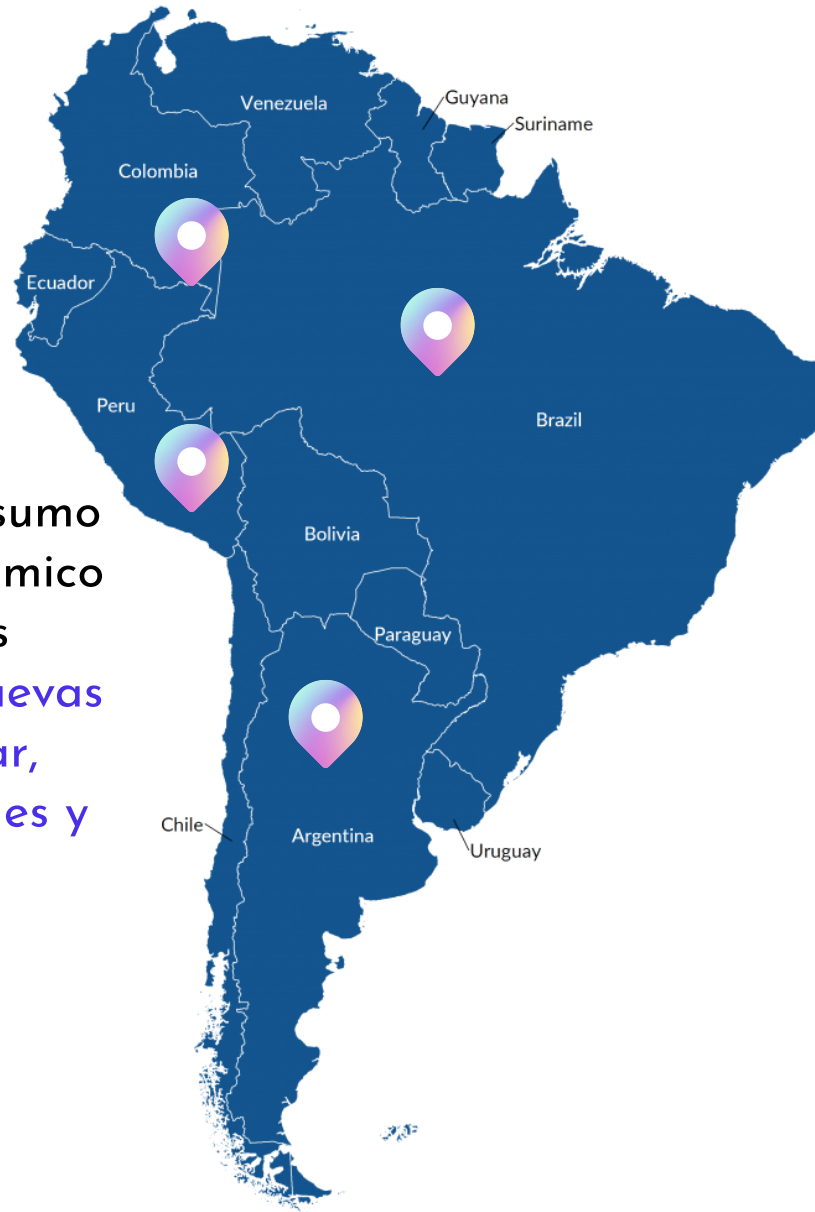 Venezuela
Guyana
Suriname
Colombia
Ecuador
Peru
Brazil
sumo
Bolivia
mico
s
Paraguay
evas
ar,
es y
Chile
Argentina
Uruguay